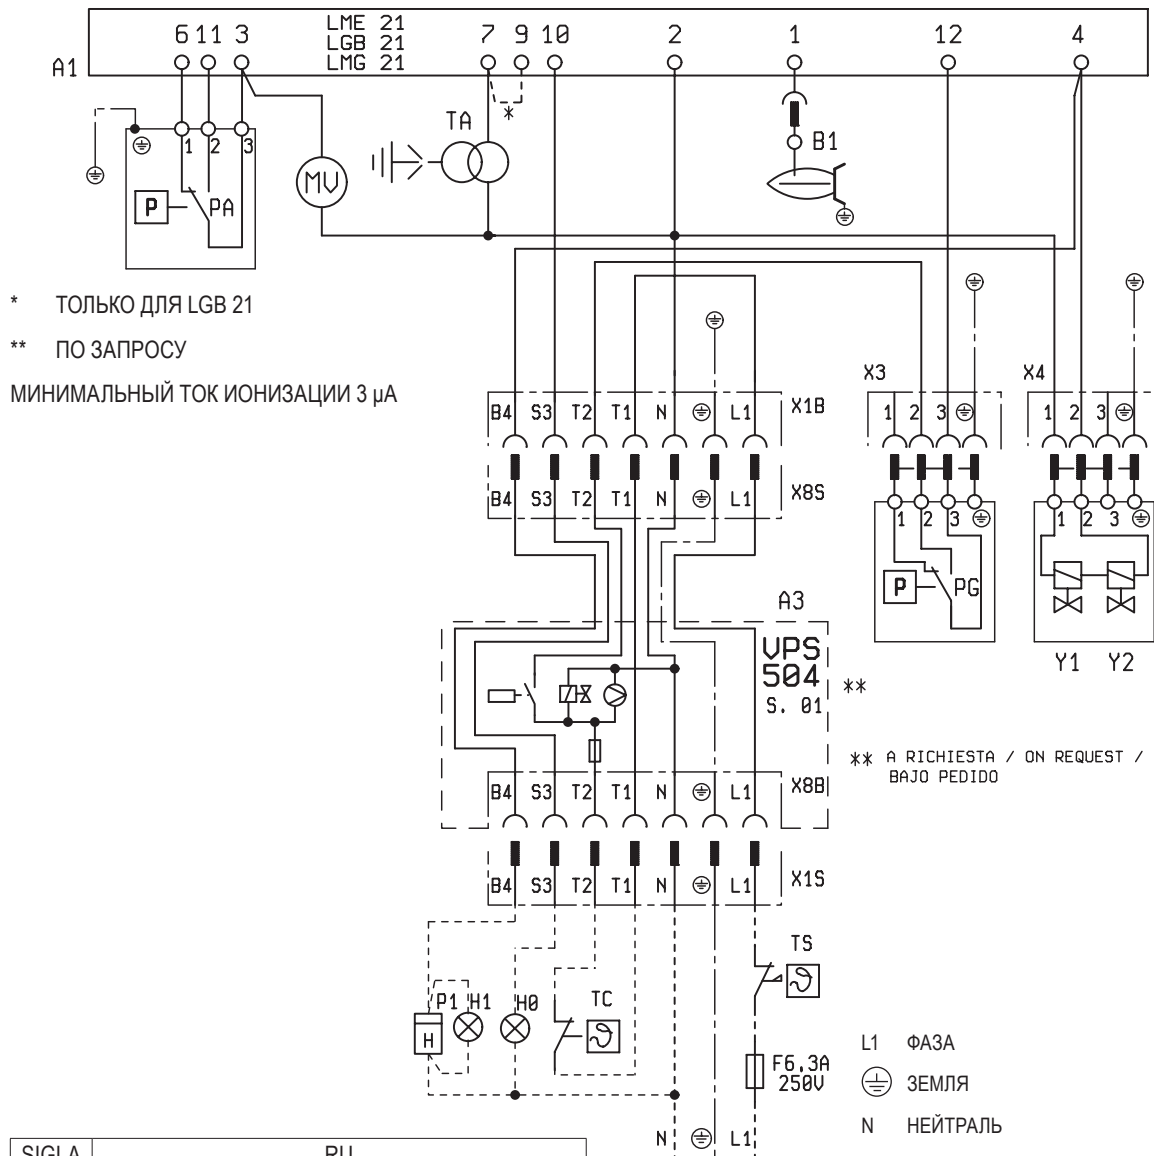 LME 21
6 11 3 LGB 21 7 9 10 2 1 12 4
LMG 21
A1
*
TA
B1
MV
1 2 3
P PA
* ТОЛЬКО ДЛЯ LGB 21
** ПО ЗАПРОСУ
МИНИМАЛЬНЫЙ ТОК ИОНИЗАЦИИ 3 µA
X3 X4
B4 S3 T2 T1 N L1 X1B
1 2 3 1 2 3
B4 S3 T2 T1 N L1 X8S
1 2 3 1 2 3
P PG
A3
VPS
504
S. 01
**
Y1 Y2
** A RICHIESTA / ON REQUEST /
BAJO PEDIDO
B4 S3 T2 T1 N L1 X8B
B4 S3 T2 T1 N L1 X1S
TS
P1 H1 H0 TC
H
F6,3A
250V
L1 ФАЗА
ЗЕМЛЯ
N НЕЙТРАЛЬ
N L1
SIGLA RU